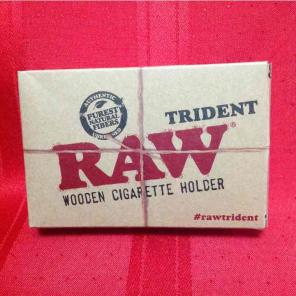 AUTHENTIC
PUREST
NATURAL
FIBERS
TRIDENT
RAW®
WOODEN CIGARETTE HOLDER
#rawtrident